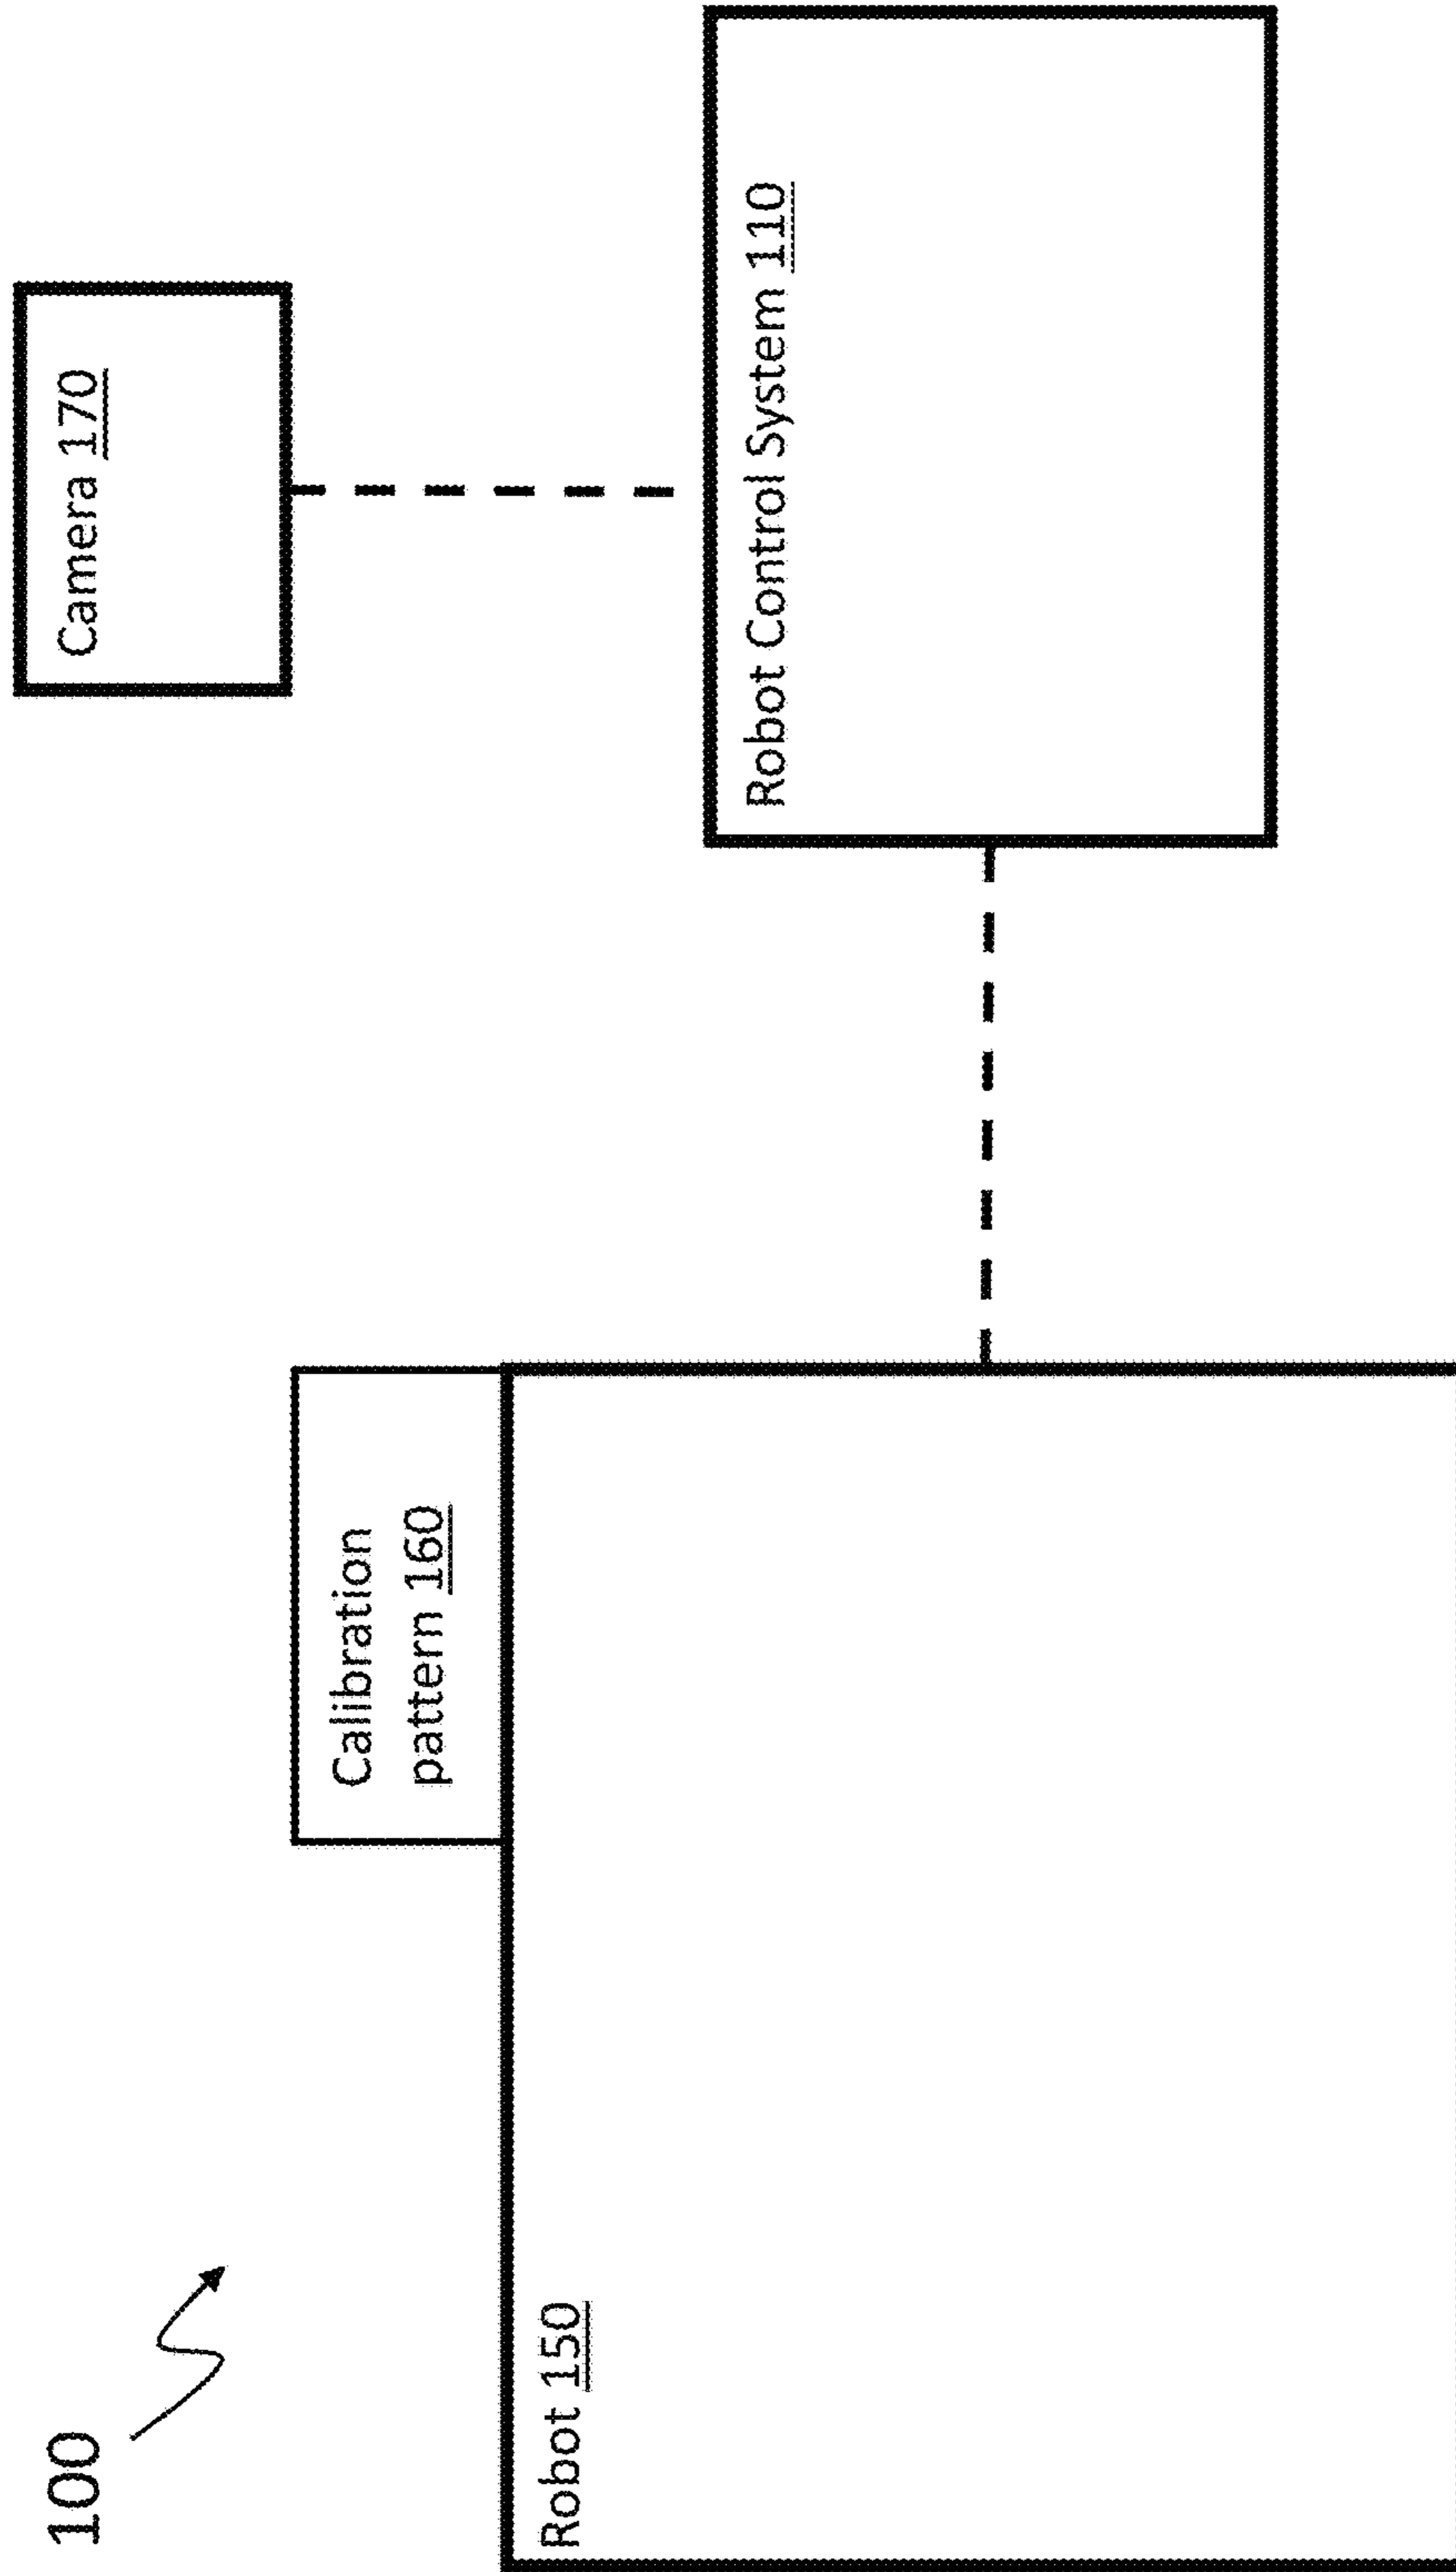 100
Camera 170
Calibration
pattern 160
Robot 150
Robot Control System 110